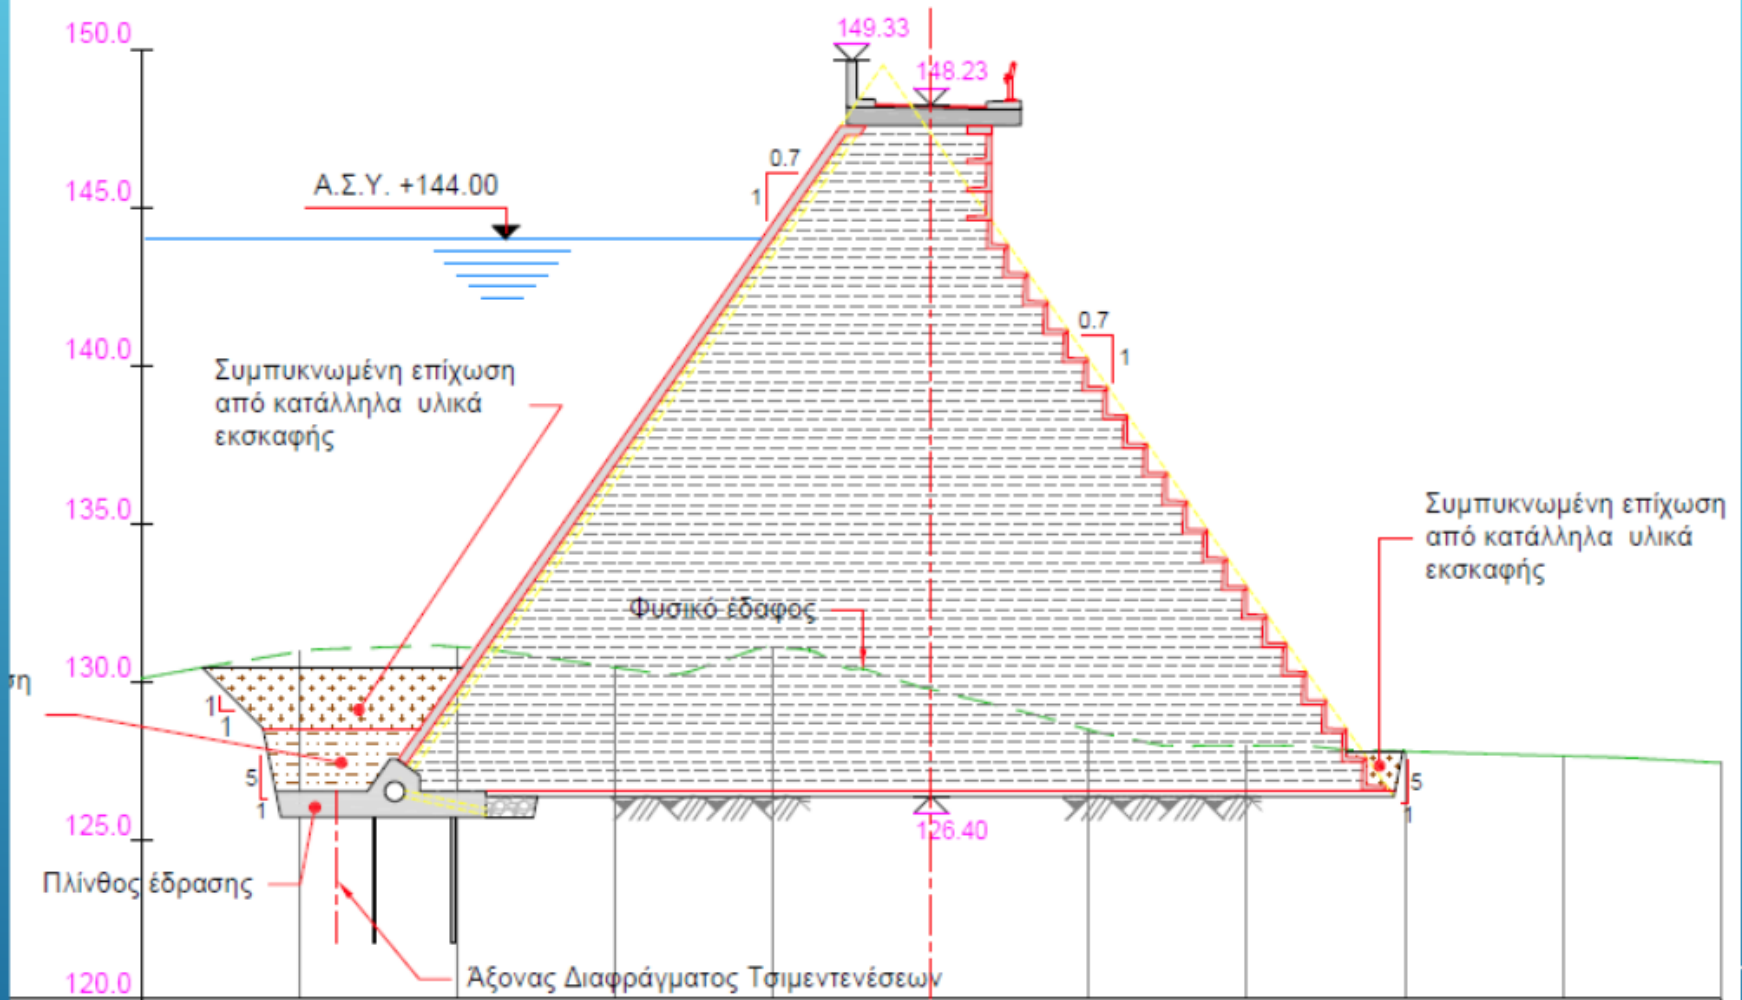 149.33
150.0
148.23
0.7
1
145.0
Α.Σ.Υ. +144.00
0.7
1
140.0
Συμπυκνωμένη επίχωση
από κατάλληλα υλικά
εκσκαφής
135.0
Συμπυκνωμένη επίχωση
από κατάλληλα υλικά
εκσκαφής
Φυσικό έδαφος
130.0
ση
1
1
5
1
5
1
125.0
126.40
Πλίνθος έδρασης
120.0
Άξονας Διαφράγματος Τσιμεντενέσεων